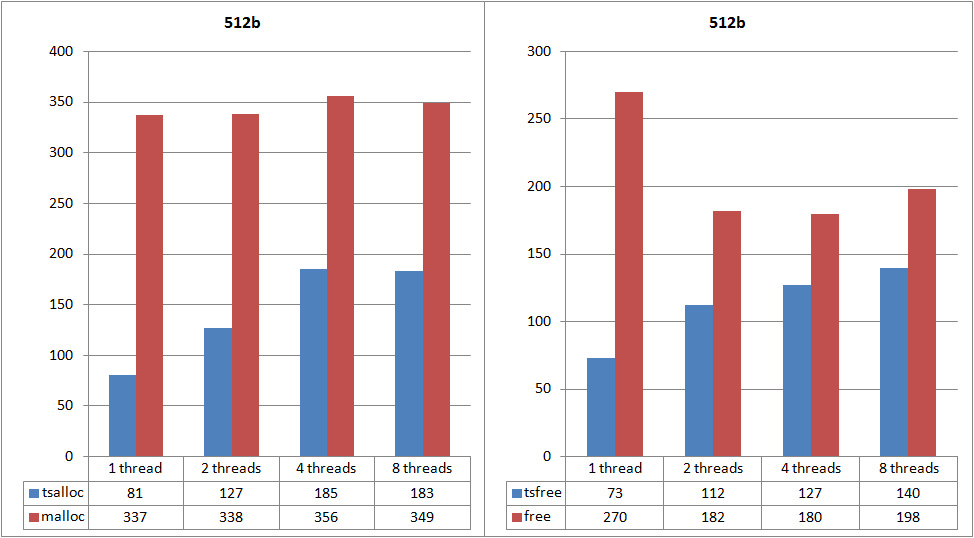 512b
400
350
300
250
200
150
100
50
0
1 thread 2 threads 4 threads 8 threads
tsalloc 81 127 185 183
malloc 337 338 356 349
512b
300
250
200
150
100
50
0
1 thread 2 threads 4 threads 8 threads
tsfree 73 112 127 140
free 270 182 180 198